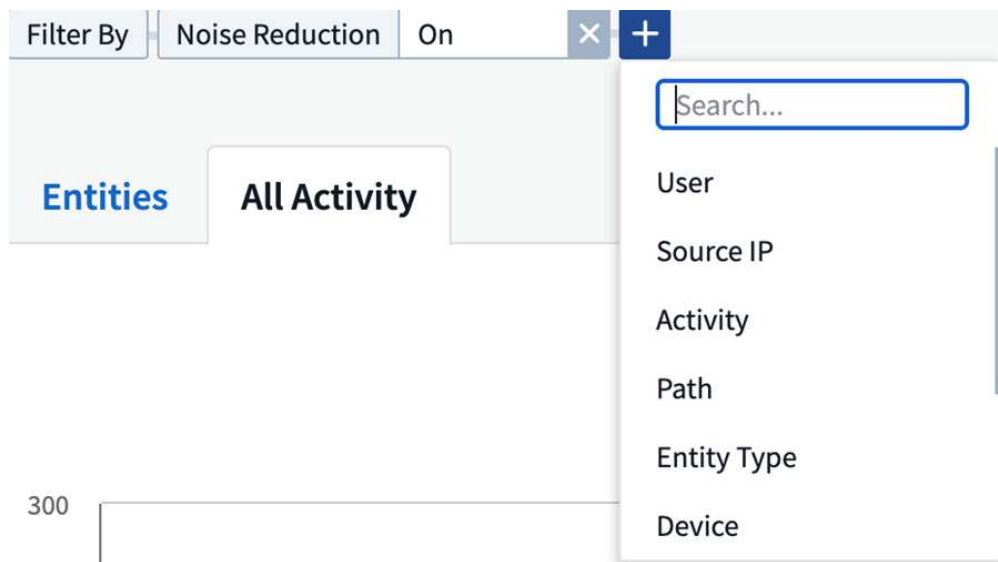 Filter By Noise Reduction On × +
Search...
User
Entities All Activity
Source IP
Activity
Path
Entity Type
300
Device